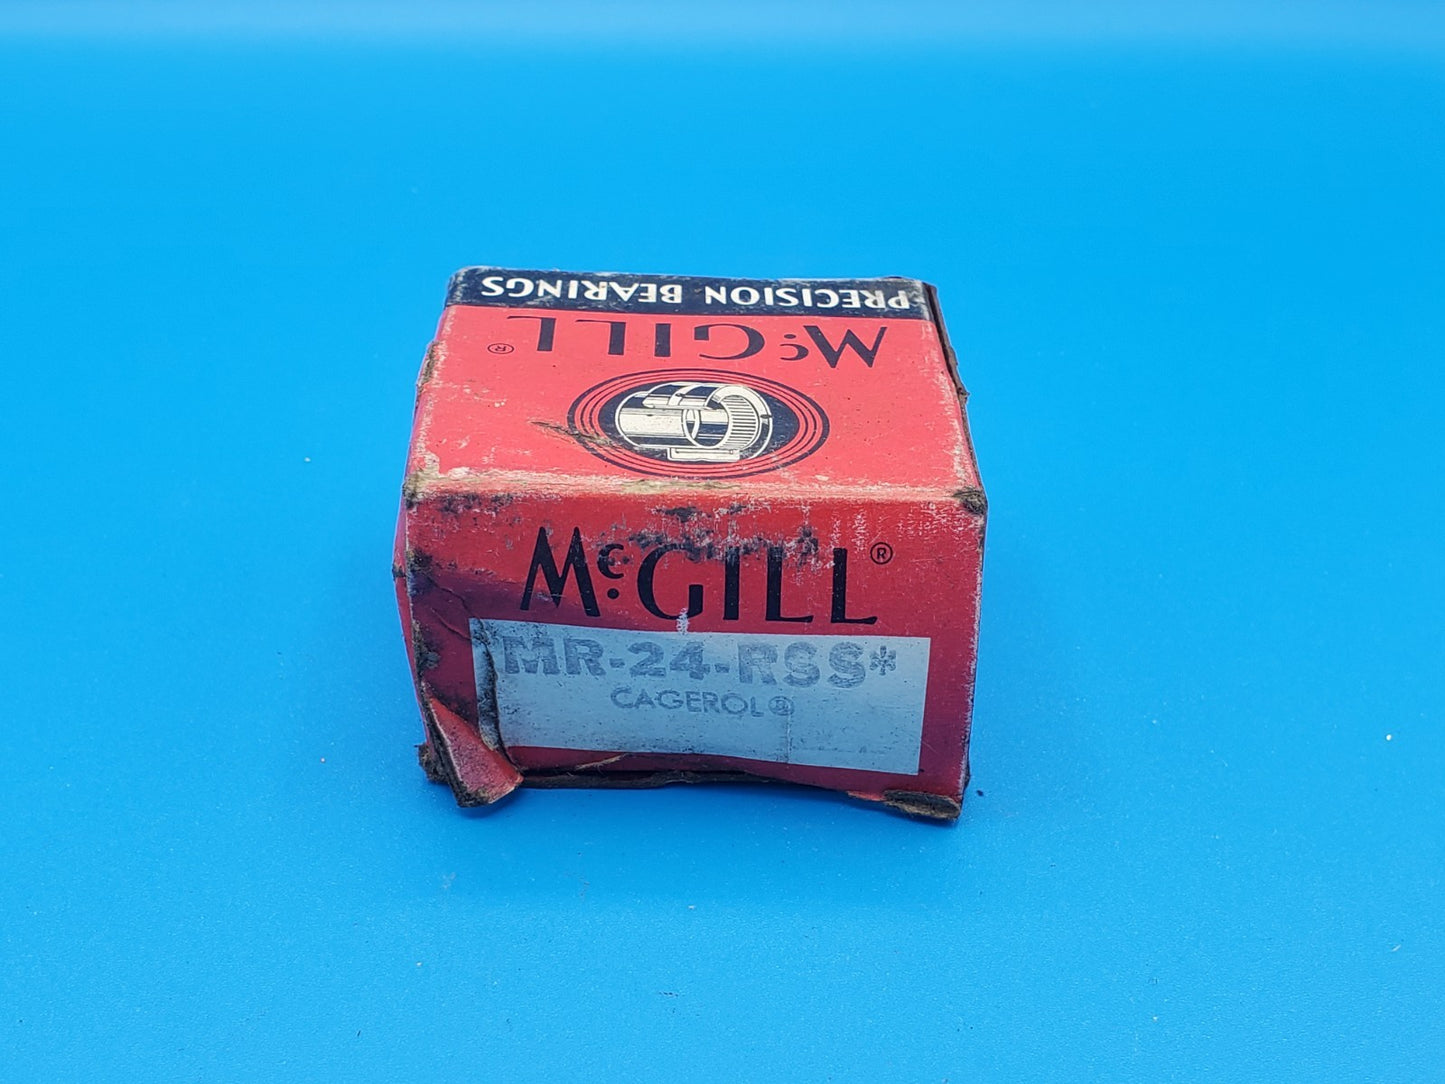 PRECISION BEARINGS
McGILL®
McGILL®
MR-24-RSS*
CAGEROL®